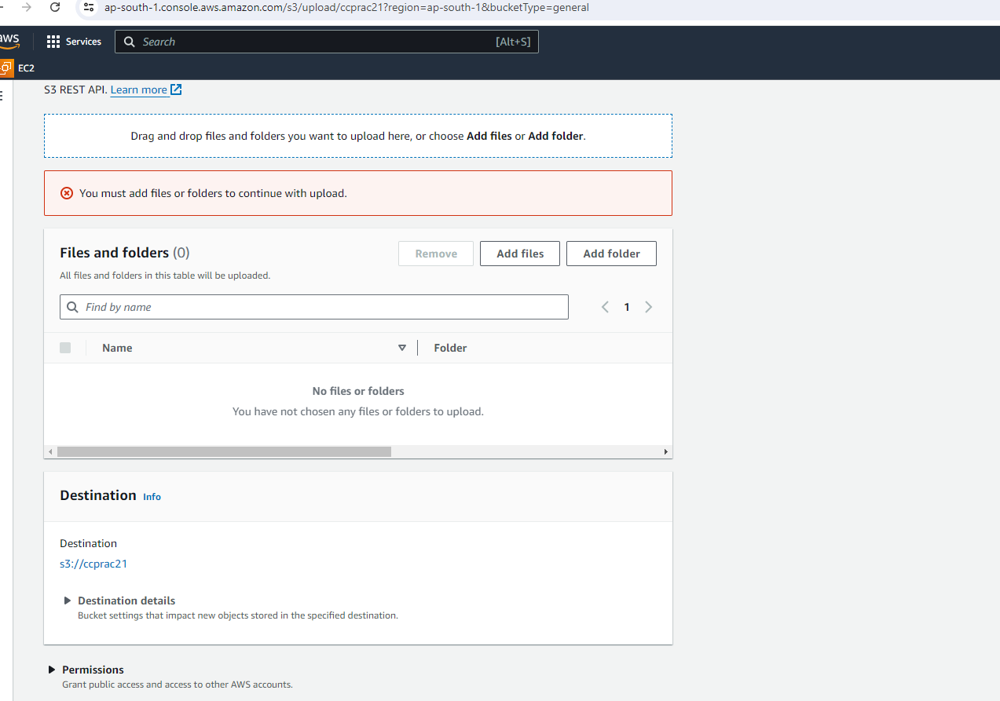 ap-south-1.console.aws.amazon.com/s3/upload/ccprac21?region=ap-south-1&bucketType=general
aws
Services
Search
[Alt+S]
EC2
S3 REST API. Learn more
Drag and drop files and folders you want to upload here, or choose Add files or Add folder.
You must add files or folders to continue with upload.
Files and folders (0)
Remove
Add files
Add folder
All files and folders in this table will be uploaded.
Find by name
1
Name
Folder
No files or folders
You have not chosen any files or folders to upload.
Destination Info
Destination
s3://ccprac21
Destination details
Bucket settings that impact new objects stored in the specified destination.
Permissions
Grant public access and access to other AWS accounts.